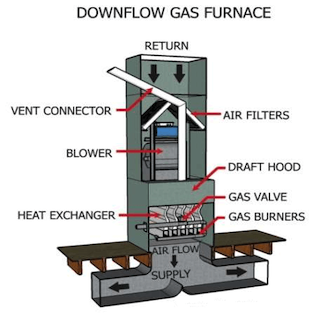 DOWNFLOW GAS FURNACE
RETURN
VENT CONNECTOR
AIR FILTERS
BLOWER
DRAFT HOOD
GAS VALVE
HEAT EXCHANGER
GAS BURNERS
AIR FLOW
SUPPLY